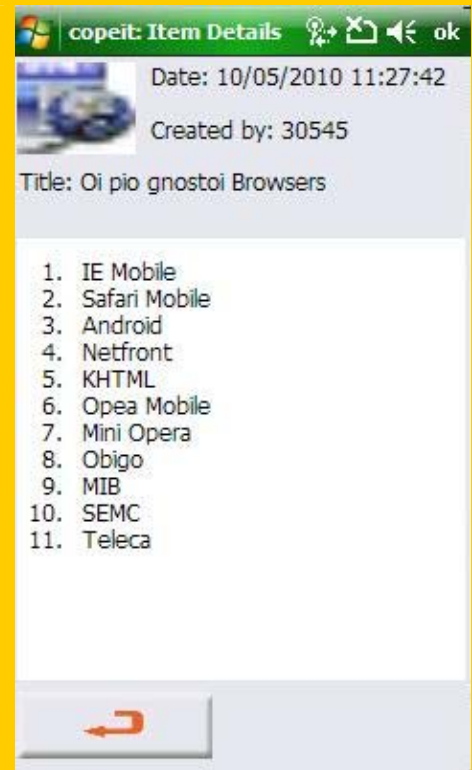 copeit: Item Details ok
Date: 10/05/2010 11:27:42
Created by: 30545
Title: Oi pio gnostoi Browsers
1. IE Mobile
2. Safari Mobile
3. Android
4. Netfront
5. KHTML
6. Opea Mobile
7. Mini Opera
8. Obigo
9. MIB
10. SEMC
11. Teleca